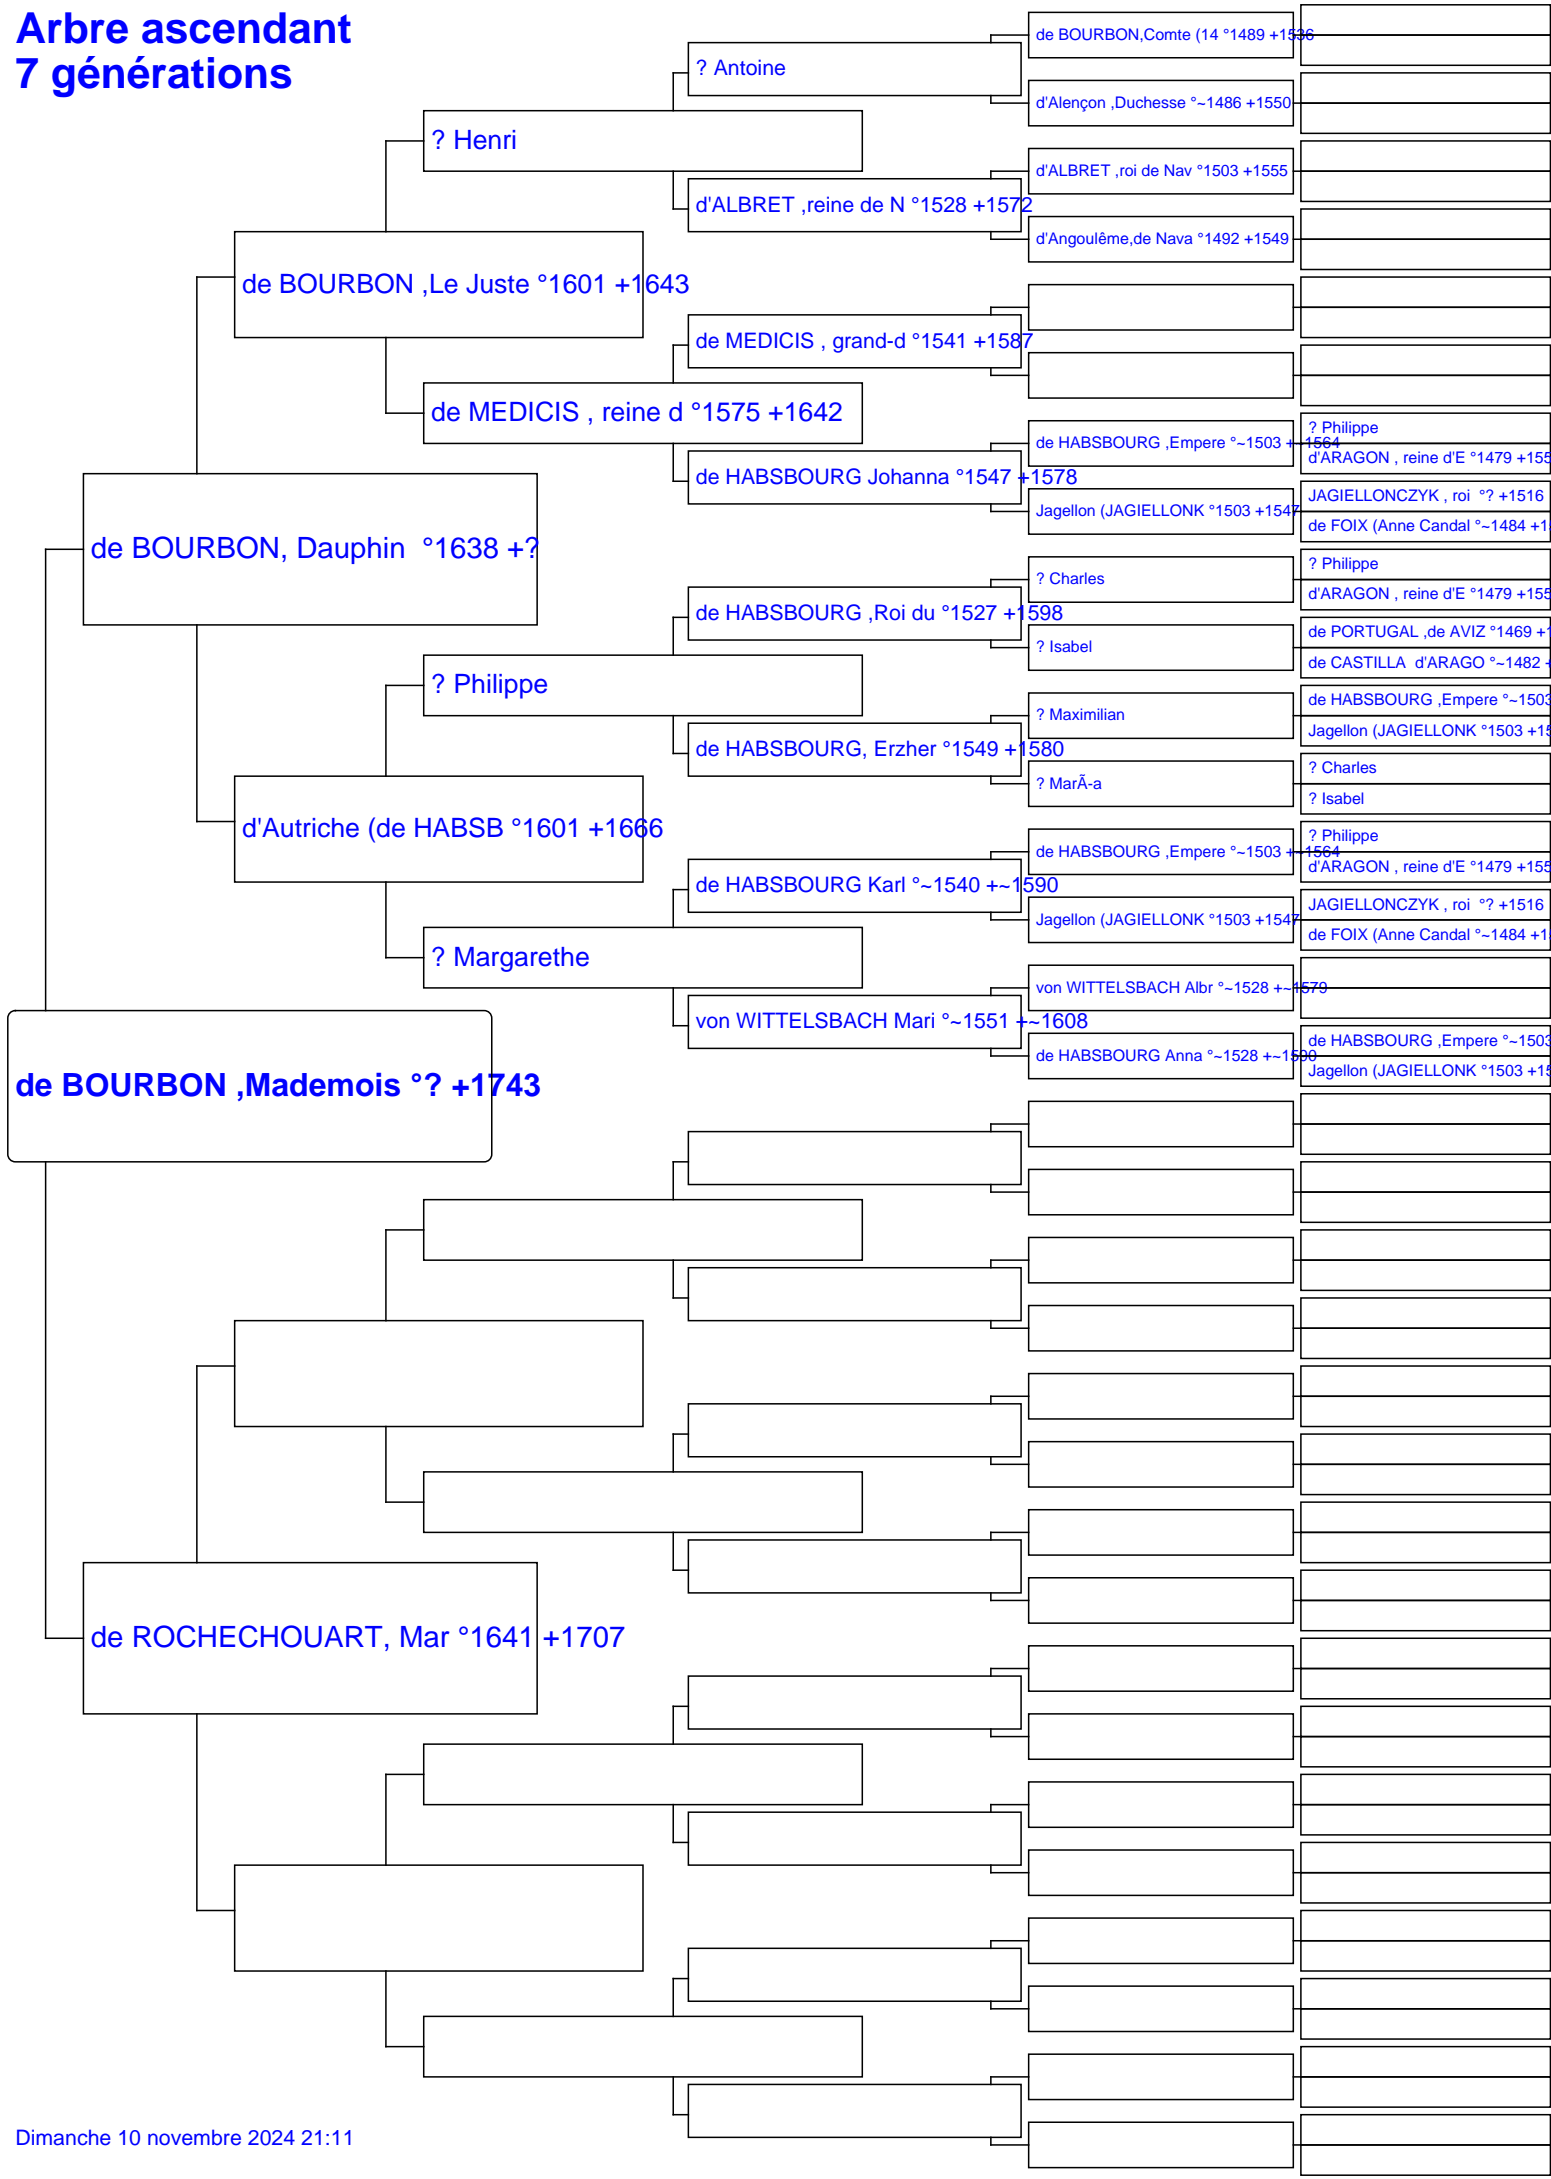 Arbre ascendant
7 générations
de BOURBON,Comte (14 °1489 +1536
? Antoine
d'Alençon ,Duchesse °~1486 +1550
? Henri
d'ALBRET ,roi de Nav °1503 +1555
d'ALBRET ,reine de N °1528 +1572
d'Angoulême,de Nava °1492 +1549
de BOURBON ,Le Juste °1601 +1643
de MEDICIS , grand-d °1541 +1587
de MEDICIS , reine d °1575 +1642
de HABSBOURG ,Empere °~1503 +~1564
? Philippe
d'ARAGON , reine d'E °1479 +155
de HABSBOURG Johanna °1547 +1578
Jagellon (JAGIELLONK °1503 +1547
JAGIELLONCZYK , roi °? +1516
de FOIX (Anne Candal °~1484 +1
de BOURBON, Dauphin °1638 +?
? Charles
? Philippe
d'ARAGON , reine d'E °1479 +155
de HABSBOURG ,Roi du °1527 +1598
? Isabel
de PORTUGAL ,de AVIZ °1469 +1
de CASTILLA d'ARAGO °~1482 +
? Philippe
? Maximilian
de HABSBOURG ,Empere °~1503
Jagellon (JAGIELLONK °1503 +15
de HABSBOURG, Erzher °1549 +1580
? MarÃ-a
? Charles
? Isabel
d'Autriche (de HABSB °1601 +1666
de HABSBOURG ,Empere °~1503 +~1564
? Philippe
d'ARAGON , reine d'E °1479 +155
de HABSBOURG Karl °~1540 +~1590
Jagellon (JAGIELLONK °1503 +1547
JAGIELLONCZYK , roi °? +1516
de FOIX (Anne Candal °~1484 +1
? Margarethe
von WITTELSBACH Albr °~1528 +~1579
von WITTELSBACH Mari °~1551 +~1608
de HABSBOURG Anna °~1528 +~1590
de HABSBOURG ,Empere °~1503
Jagellon (JAGIELLONK °1503 +15
de BOURBON ,Mademois °? +1743
de ROCHECHOUART, Mar °1641 +1707
Dimanche 10 novembre 2024 21:11